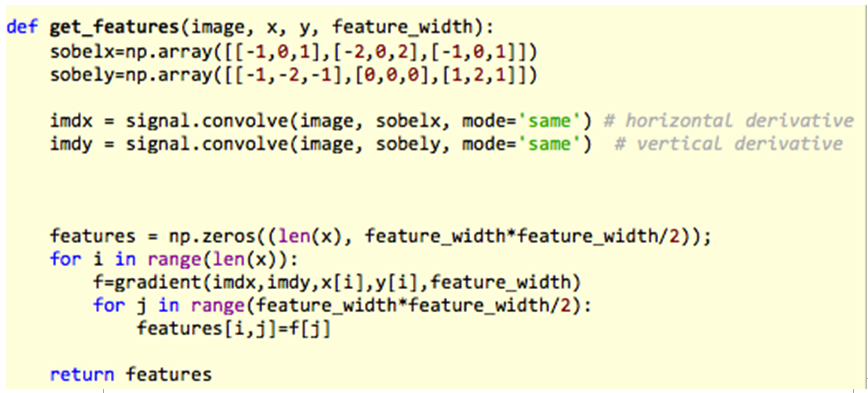 def get_features(image, x, y, feature_width):
    sobelx=np.array([[-1,0,1],[-2,0,2],[-1,0,1]])
    sobely=np.array([[-1,-2,-1],[0,0,0],[1,2,1]])
    imdx = signal.convolve(image, sobelx, mode='same') # horizontal derivative
    imdy = signal.convolve(image, sobely, mode='same')  # vertical derivative
    features = np.zeros((len(x), feature_width*feature_width/2));
    for i in range(len(x)):
        f=gradient(imdx,imdy,x[i],y[i],feature_width)
        for j in range(feature_width*feature_width/2):
            features[i,j]=f[j]
    return features